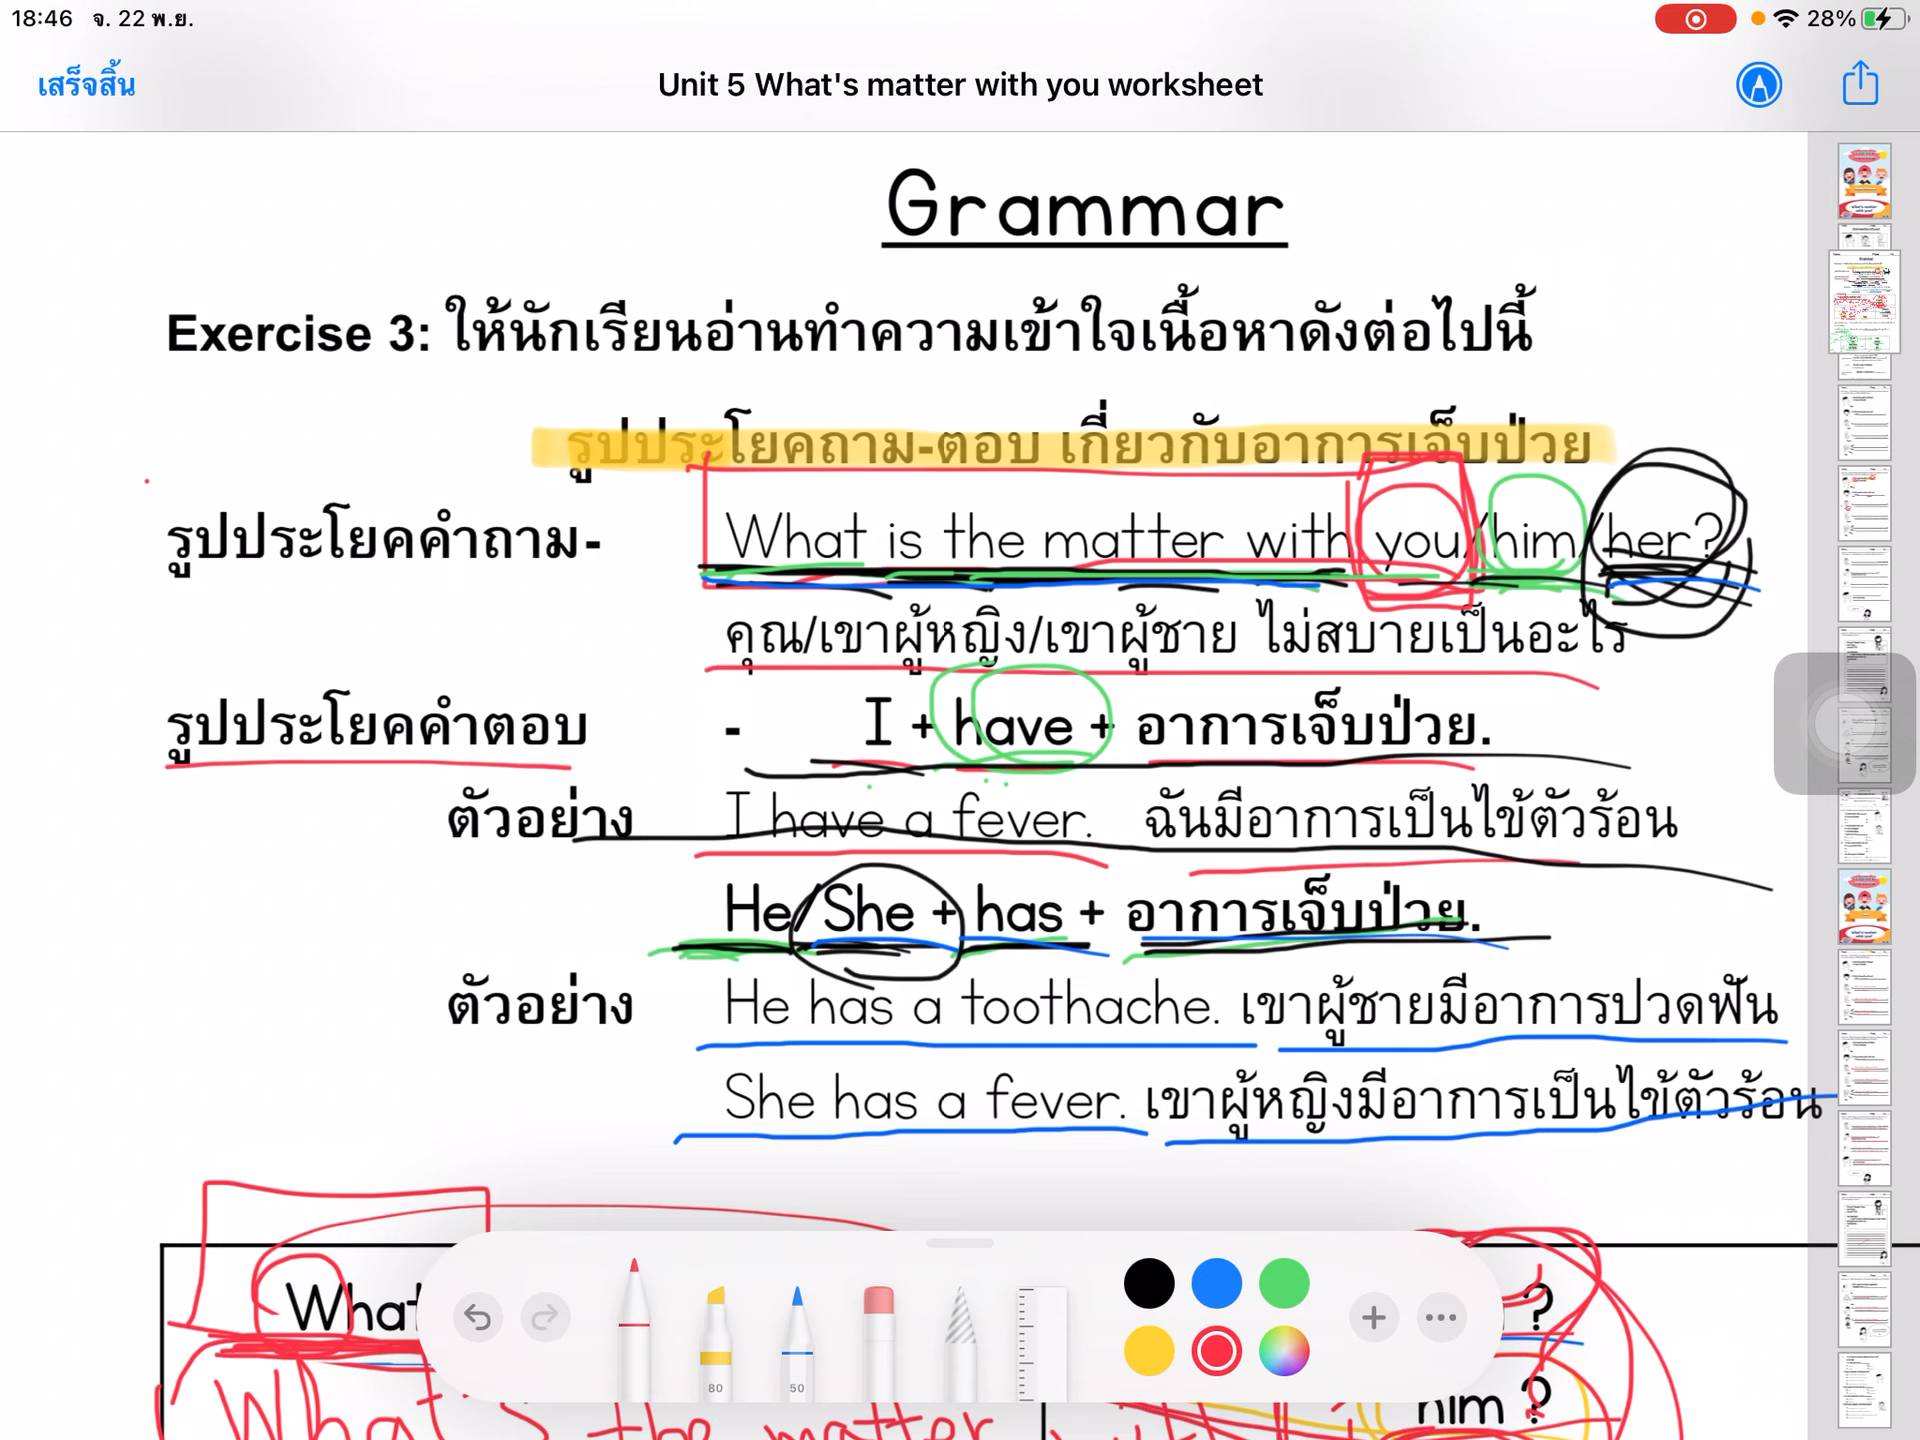 18:46 จ. 22 พ.ย. 28%
เสร็จสิ้น Unit 5 What's matter with you worksheet
Grammar
Exercise 3: ให้นักเรียนอ่านทำความเข้าใจเนื้อหาดังต่อไปนี้
รูปประโยคถาม-ตอบ เกี่ยวกับอาการเจ็บป่วย
รูปประโยคคำถาม- What is the matter with you/him/her?
คุณ/เขาผู้หญิง/เขาผู้ชาย ไม่สบายเป็นอะไร
รูปประโยคคำตอบ - I + have + อาการเจ็บป่วย.
ตัวอย่าง I have a fever. ฉันมีอาการเป็นไข้ตัวร้อน
He/She + has + อาการเจ็บป่วย.
ตัวอย่าง He has a toothache. เขาผู้ชายมีอาการปวดฟัน
She has a fever. เขาผู้หญิงมีอาการเป็นไข้ตัวร้อน
What ?
80 50
him ?
What's the matter